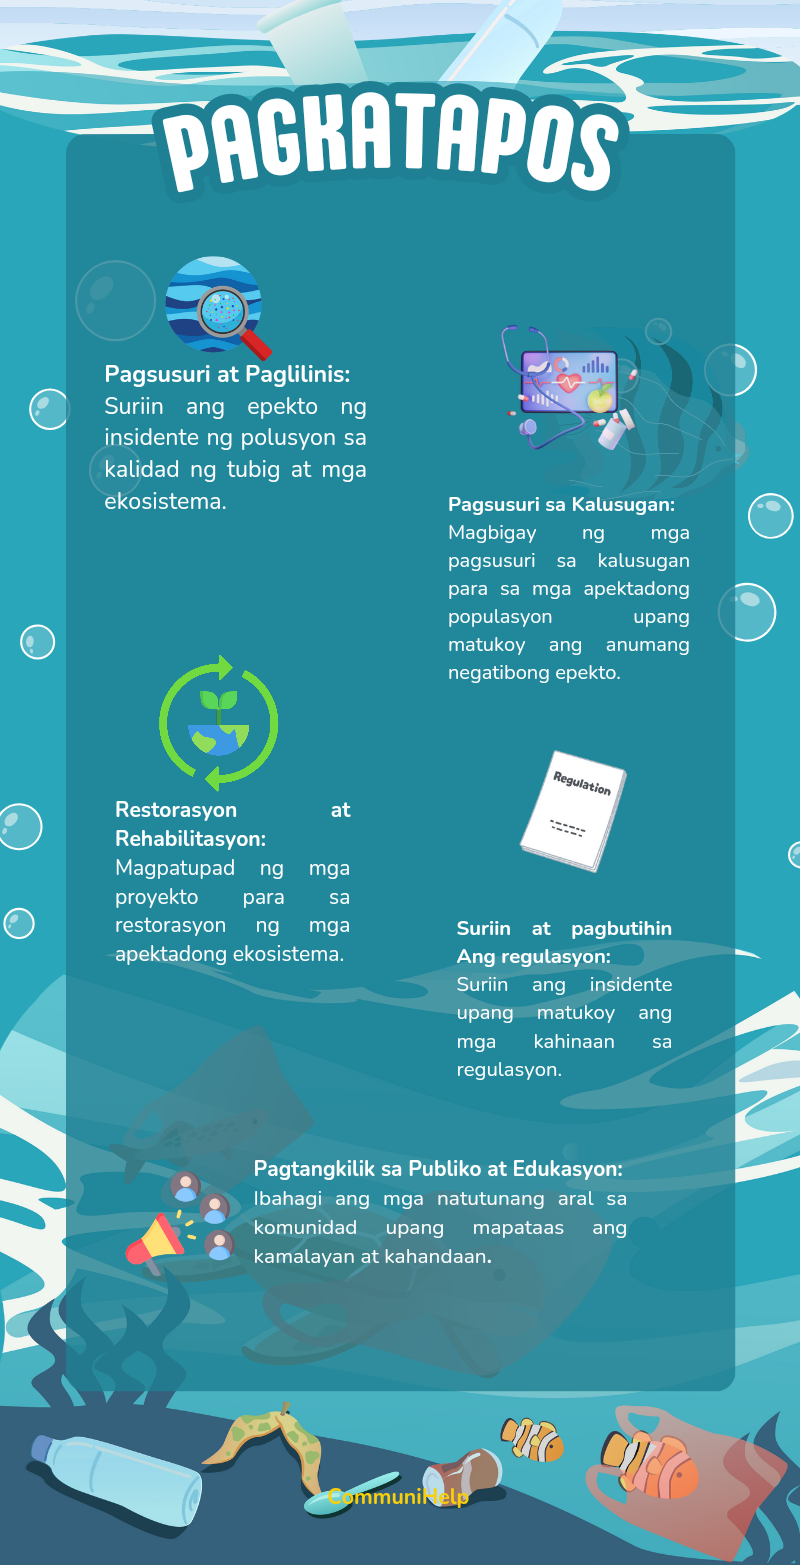 PAGKATAPOS
Pagsusuri at Paglilinis:
Suriin ang epekto ng
insidente ng polusyon sa
kalidad ng tubig at mga
ekosistema.
Pagsusuri sa Kalusugan:
Magbigay ng mga
pagsusuri sa kalusugan
para sa mga apektadong
populasyon upang
matukoy ang anumang
negatibong epekto.
Restorasyon at
Rehabilitasyon:
Magpatupad ng mga
proyekto para sa
restorasyon ng mga
apektadong ekosistema.
Regulation
Suriin at pagbutihin
Ang regulasyon:
Suriin ang insidente
upang matukoy ang
mga kahinaan sa
regulasyon.
Pagtangkilik sa Publiko at Edukasyon:
Ibahagi ang mga natutunang aral sa
komunidad upang mapataas ang
kamalayan at kahandaan.
CommuniHelp